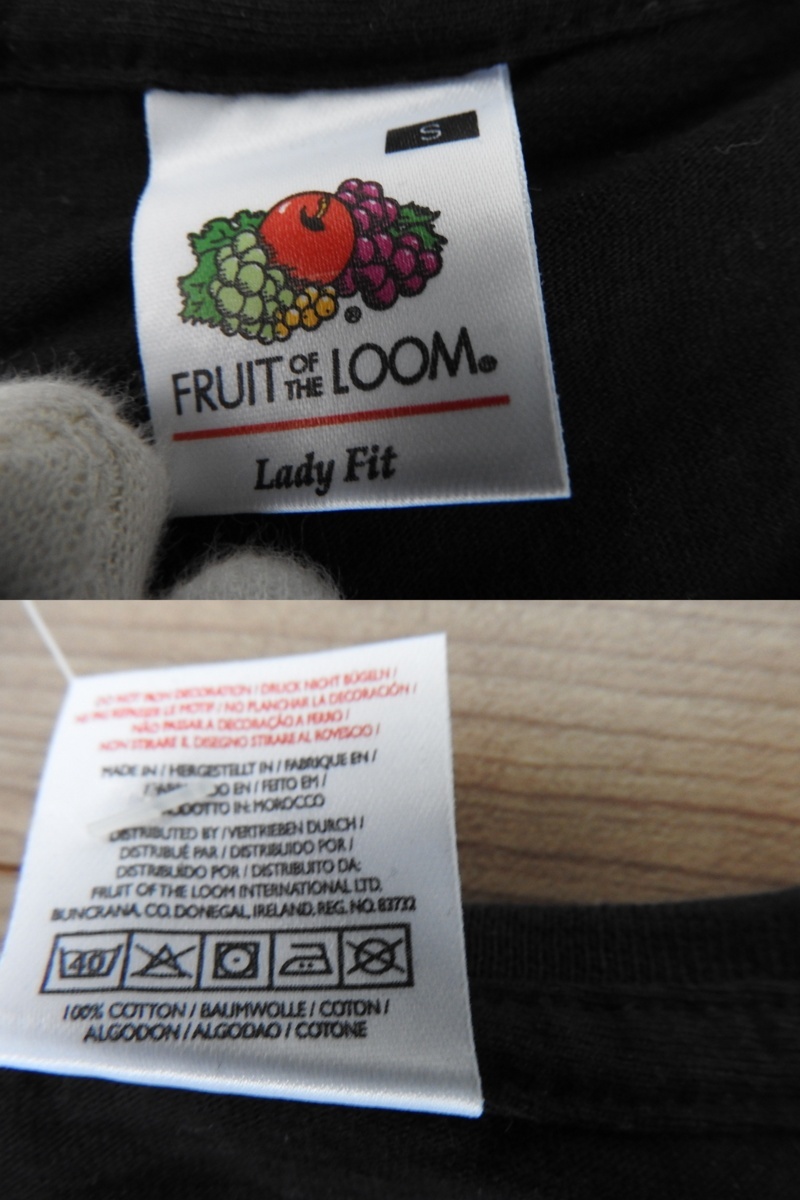 S
®
FRUIT OF THE LOOM®
Lady Fit
DO NOT IRON DECORATION / DRUCK NICHT BÜGELN /
NE PAS REPASSER LE MOTIF / NO PLANCHAR LA DECORACIÓN /
NÃO PASSAR A DECORAÇÃO A FERRO /
NON STIRARE IL DISEGNO STIRARE AL ROVESCIO /
MADE IN / HERGESTELLT IN / FABRIQUE EN /
EN / FEITO EM /
IN: MOROCCO
DISTRIBUTED BY / VERTRIEBEN DURCH /
DISTRIBUÉ PAR / DISTRIBUIDO POR /
DISTRIBUÍDO POR / DISTRIBUITO DA:
FRUIT OF THE LOOM INTERNATIONAL LTD.
BUNCRANA, CO. DONEGAL, IRELAND. REG. NO. 83732
40
100% COTTON / BAUMWOLLE / COTON /
ALGODON / ALGODAO / COTONE